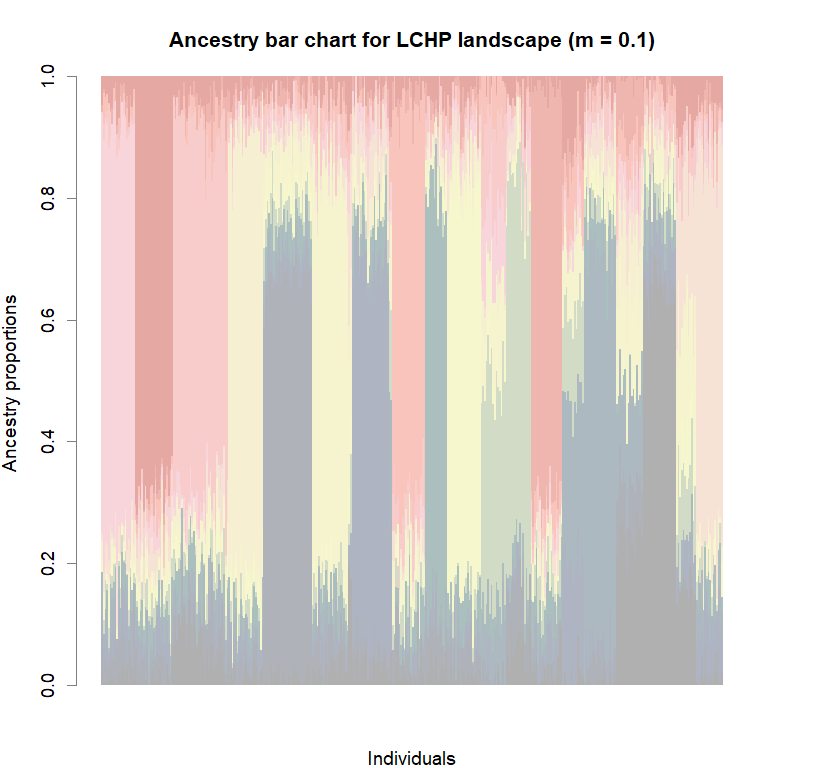 Ancestry bar chart for LCHP landscape (m = 0.1)
1.0
0.8
0.6
0.4
0.2
0.0
Ancestry proportions
Individuals